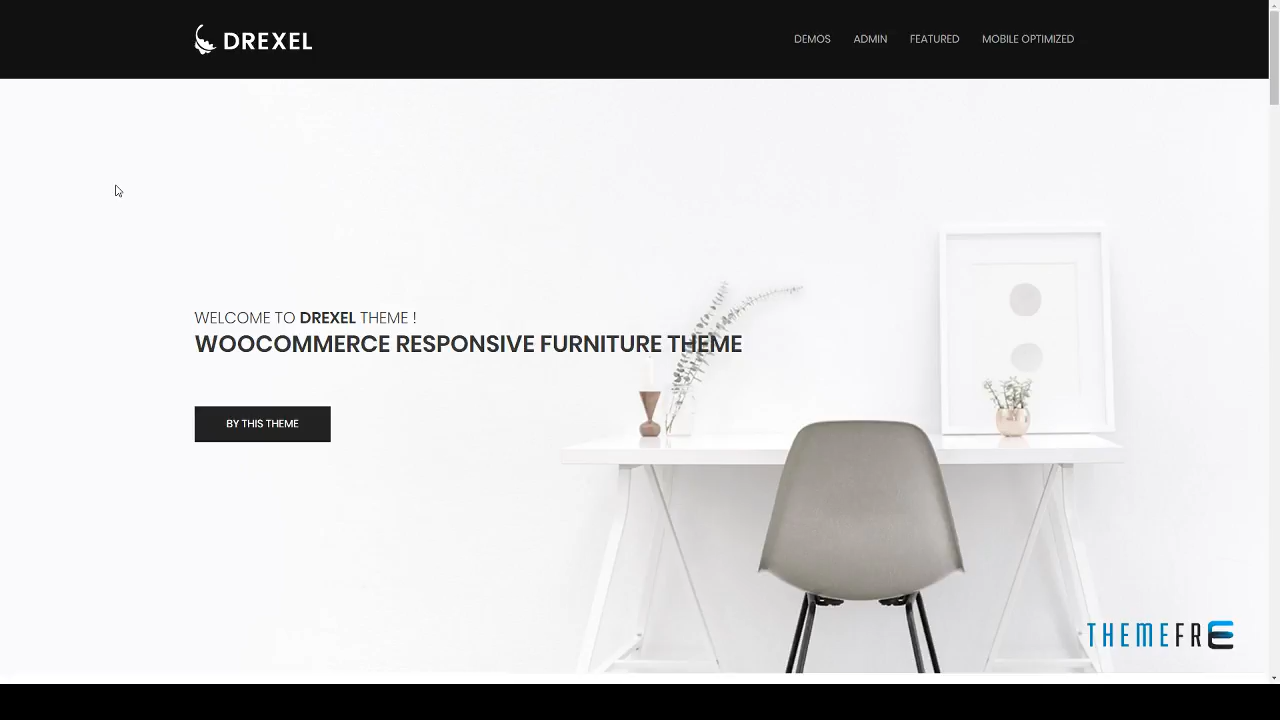 DREXEL
DEMOS ADMIN FEATURED MOBILE OPTIMIZED
WELCOME TO DREXEL THEME !
WOOCOMMERCE RESPONSIVE FURNITURE THEME
BY THIS THEME
THEMEFRE